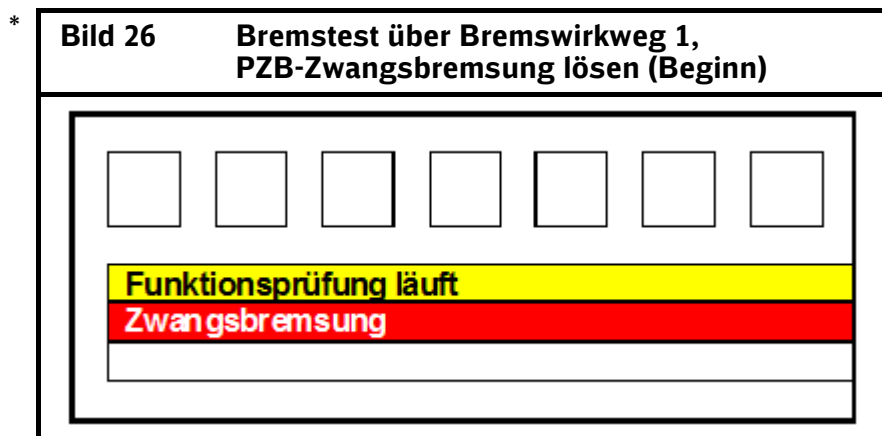 *
Bild 26 Bremstest über Bremswirkweg 1,
PZB-Zwangsbremsung lösen (Beginn)
Funktionsprüfung läuft
Zwangsbremsung